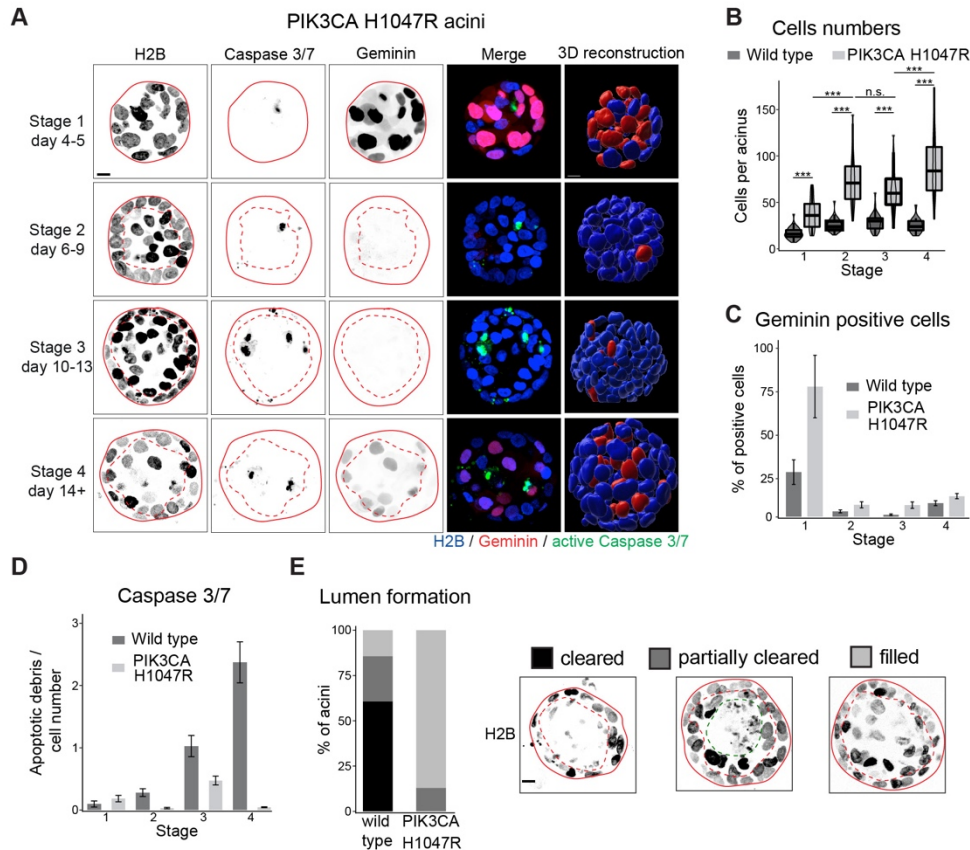 A
PIK3CA H1047R acini
H2B
Caspase 3/7
Geminin
Merge
3D reconstruction
Stage 1
day 4-5
Stage 2
day 6-9
Stage 3
day 10-13
Stage 4
day 14+
H2B / Geminin / active Caspase 3/7
B
Cells numbers
Wild type
PIK3CA H1047R
Cells per acinus
150
100
50
0
***
***
***
n.s.
***
***
***
***
1
2
3
4
Stage
C
Geminin positive cells
% of positive cells
100
75
50
25
0
Wild type
PIK3CA
H1047R
1
2
3
4
Stage
D
Caspase 3/7
Apoptotic debris /
cell number
3
2
1
0
Wild type
PIK3CA
H1047R
1
2
3
4
Stage
E
Lumen formation
% of acini
100
75
50
25
0
wild
type
PIK3CA
H1047R
cleared
partially cleared
filled
H2B